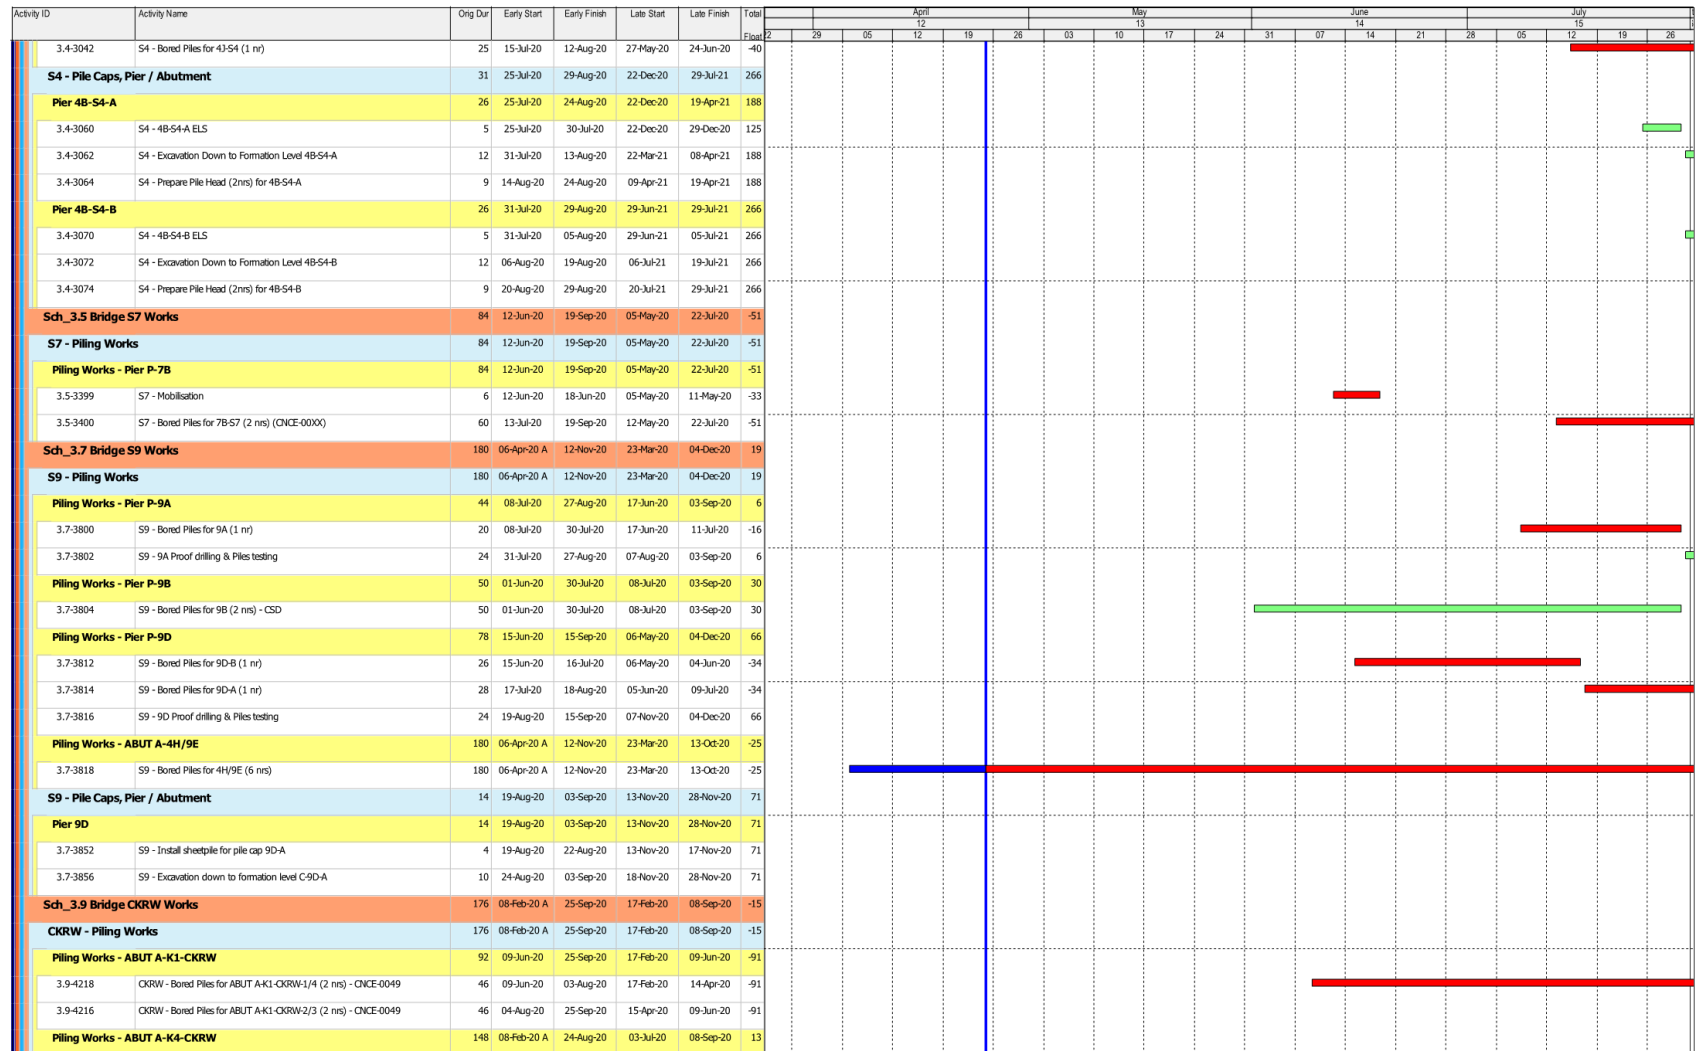 Activity ID Activity Name Orig Dur Early Start Early Finish Late Start Late Finish Total Float
April May June July
12 13 14 15
22 29 05 12 19 26 03 10 17 24 31 07 14 21 28 05 12 19 26
3.4-3042 S4 - Bored Piles for 4J-S4 (1 nr) 25 15-Jul-20 12-Aug-20 27-May-20 24-Jun-20 -40
S4 - Pile Caps, Pier / Abutment 31 25-Jul-20 29-Aug-20 22-Dec-20 29-Jul-21 266
Pier 4B-S4-A 26 25-Jul-20 24-Aug-20 22-Dec-20 19-Apr-21 188
3.4-3060 S4 - 4B-S4-A ELS 5 25-Jul-20 30-Jul-20 22-Dec-20 29-Dec-20 125
3.4-3062 S4 - Excavation Down to Formation Level 4B-S4-A 12 31-Jul-20 13-Aug-20 22-Mar-21 08-Apr-21 188
3.4-3064 S4 - Prepare Pile Head (2nrs) for 4B-S4-A 9 14-Aug-20 24-Aug-20 09-Apr-21 19-Apr-21 188
Pier 4B-S4-B 26 31-Jul-20 29-Aug-20 29-Jun-21 29-Jul-21 266
3.4-3070 S4 - 4B-S4-B ELS 5 31-Jul-20 05-Aug-20 29-Jun-21 05-Jul-21 266
3.4-3072 S4 - Excavation Down to Formation Level 4B-S4-B 12 06-Aug-20 19-Aug-20 06-Jul-21 19-Jul-21 266
3.4-3074 S4 - Prepare Pile Head (2nrs) for 4B-S4-B 9 20-Aug-20 29-Aug-20 20-Jul-21 29-Jul-21 266
Sch_3.5 Bridge S7 Works 84 12-Jun-20 19-Sep-20 05-May-20 22-Jul-20 -51
S7 - Piling Works 84 12-Jun-20 19-Sep-20 05-May-20 22-Jul-20 -51
Piling Works - Pier P-7B 84 12-Jun-20 19-Sep-20 05-May-20 22-Jul-20 -51
3.5-3399 S7 - Mobilisation 6 12-Jun-20 18-Jun-20 05-May-20 11-May-20 -33
3.5-3400 S7 - Bored Piles for 7B-S7 (2 nrs) (CNCE-00XX) 60 13-Jul-20 19-Sep-20 12-May-20 22-Jul-20 -51
Sch_3.7 Bridge S9 Works 180 06-Apr-20 A 12-Nov-20 23-Mar-20 04-Dec-20 19
S9 - Piling Works 180 06-Apr-20 A 12-Nov-20 23-Mar-20 04-Dec-20 19
Piling Works - Pier P-9A 44 08-Jul-20 27-Aug-20 17-Jun-20 03-Sep-20 6
3.7-3800 S9 - Bored Piles for 9A (1 nr) 20 08-Jul-20 30-Jul-20 17-Jun-20 11-Jul-20 -16
3.7-3802 S9 - 9A Proof drilling & Piles testing 24 31-Jul-20 27-Aug-20 07-Aug-20 03-Sep-20 6
Piling Works - Pier P-9B 50 01-Jun-20 30-Jul-20 08-Jul-20 03-Sep-20 30
3.7-3804 S9 - Bored Piles for 9B (2 nrs) - CSD 50 01-Jun-20 30-Jul-20 08-Jul-20 03-Sep-20 30
Piling Works - Pier P-9D 78 15-Jun-20 15-Sep-20 06-May-20 04-Dec-20 66
3.7-3812 S9 - Bored Piles for 9D-B (1 nr) 26 15-Jun-20 16-Jul-20 06-May-20 04-Jun-20 -34
3.7-3814 S9 - Bored Piles for 9D-A (1 nr) 28 17-Jul-20 18-Aug-20 05-Jun-20 09-Jul-20 -34
3.7-3816 S9 - 9D Proof drilling & Piles testing 24 19-Aug-20 15-Sep-20 07-Nov-20 04-Dec-20 66
Piling Works - ABUT A-4H/9E 180 06-Apr-20 A 12-Nov-20 23-Mar-20 13-Oct-20 -25
3.7-3818 S9 - Bored Piles for 4H/9E (6 nrs) 180 06-Apr-20 A 12-Nov-20 23-Mar-20 13-Oct-20 -25
S9 - Pile Caps, Pier / Abutment 14 19-Aug-20 03-Sep-20 13-Nov-20 28-Nov-20 71
Pier 9D 14 19-Aug-20 03-Sep-20 13-Nov-20 28-Nov-20 71
3.7-3852 S9 - Install sheetpile for pile cap 9D-A 4 19-Aug-20 22-Aug-20 13-Nov-20 17-Nov-20 71
3.7-3856 S9 - Excavation down to formation level C-9D-A 10 24-Aug-20 03-Sep-20 18-Nov-20 28-Nov-20 71
Sch_3.9 Bridge CKRW Works 176 08-Feb-20 A 25-Sep-20 17-Feb-20 08-Sep-20 -15
CKRW - Piling Works 176 08-Feb-20 A 25-Sep-20 17-Feb-20 08-Sep-20 -15
Piling Works - ABUT A-K1-CKRW 92 09-Jun-20 25-Sep-20 17-Feb-20 09-Jun-20 -91
3.9-4218 CKRW - Bored Piles for ABUT A-K1-CKRW-1/4 (2 nrs) - CNCE-0049 46 09-Jun-20 03-Aug-20 17-Feb-20 14-Apr-20 -91
3.9-4216 CKRW - Bored Piles for ABUT A-K1-CKRW-2/3 (2 nrs) - CNCE-0049 46 04-Aug-20 25-Sep-20 15-Apr-20 09-Jun-20 -91
Piling Works - ABUT A-K4-CKRW 148 08-Feb-20 A 24-Aug-20 03-Jul-20 08-Sep-20 13